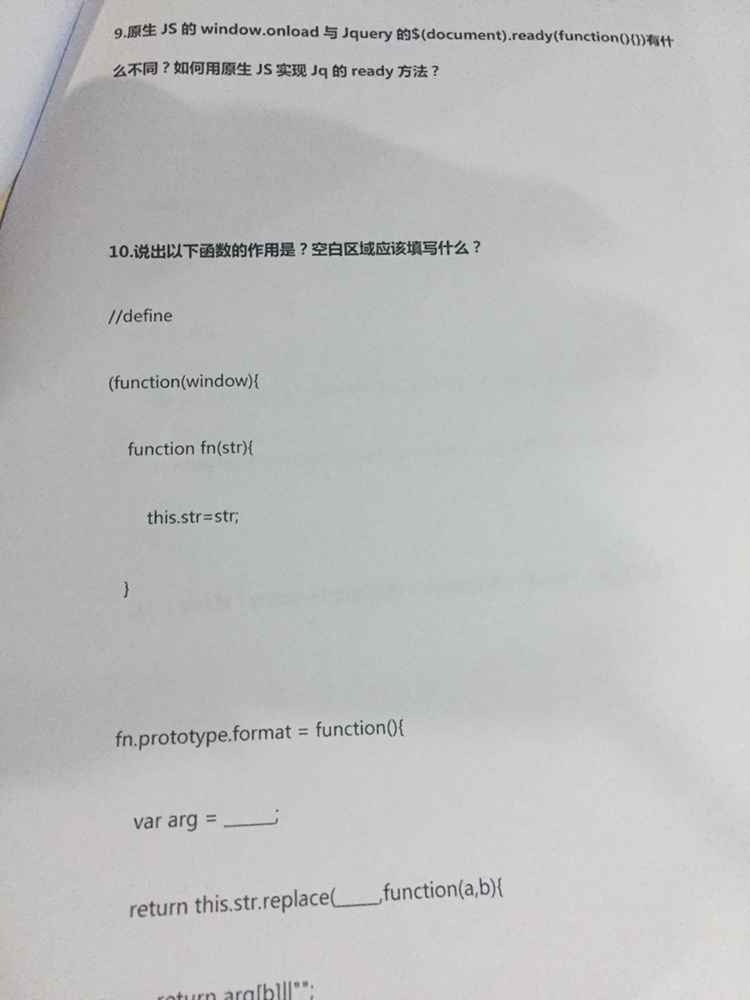 9.原生 JS 的 window.onload 与 Jquery 的$(document).ready(function(){})有什
么不同？如何用原生 JS 实现 Jq 的 ready 方法？
10.说出以下函数的作用是？空白区域应该填写什么？
//define
(function(window){
function fn(str){
this.str=str;
}
fn.prototype.format = function(){
var arg = _____;
return this.str.replace(____,function(a,b){
return arg[b]||"";